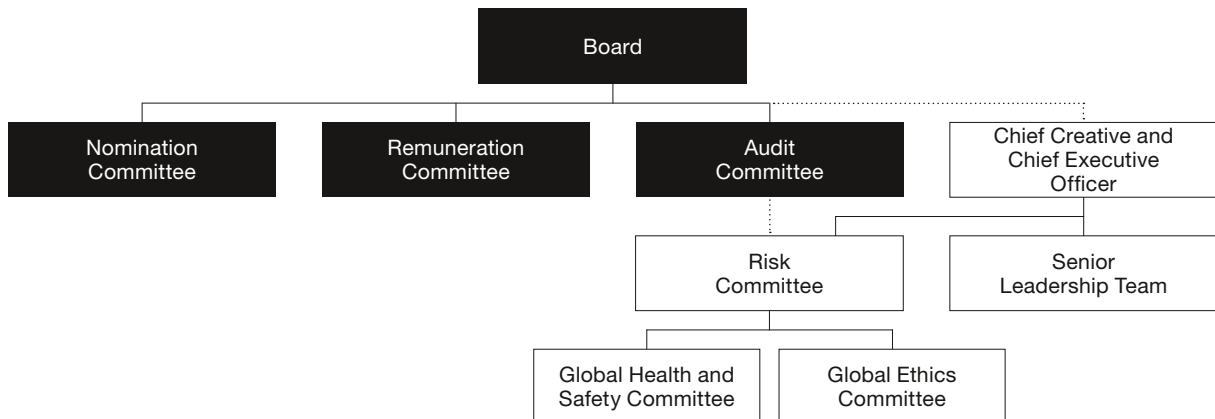 Board
Nomination
Committee
Remuneration
Committee
Audit
Committee
Chief Creative and
Chief Executive
Officer
Risk
Committee
Senior
Leadership Team
Global Health and
Safety Committee
Global Ethics
Committee